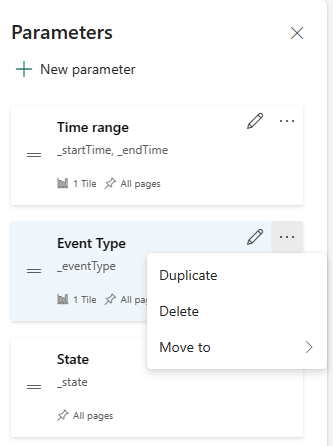 Parameters
New parameter
Time range
_startTime, _endTime
1 Tile All pages
Event Type
_eventType
1 Tile All
Duplicate
Delete
Move to
State
_state
All pages